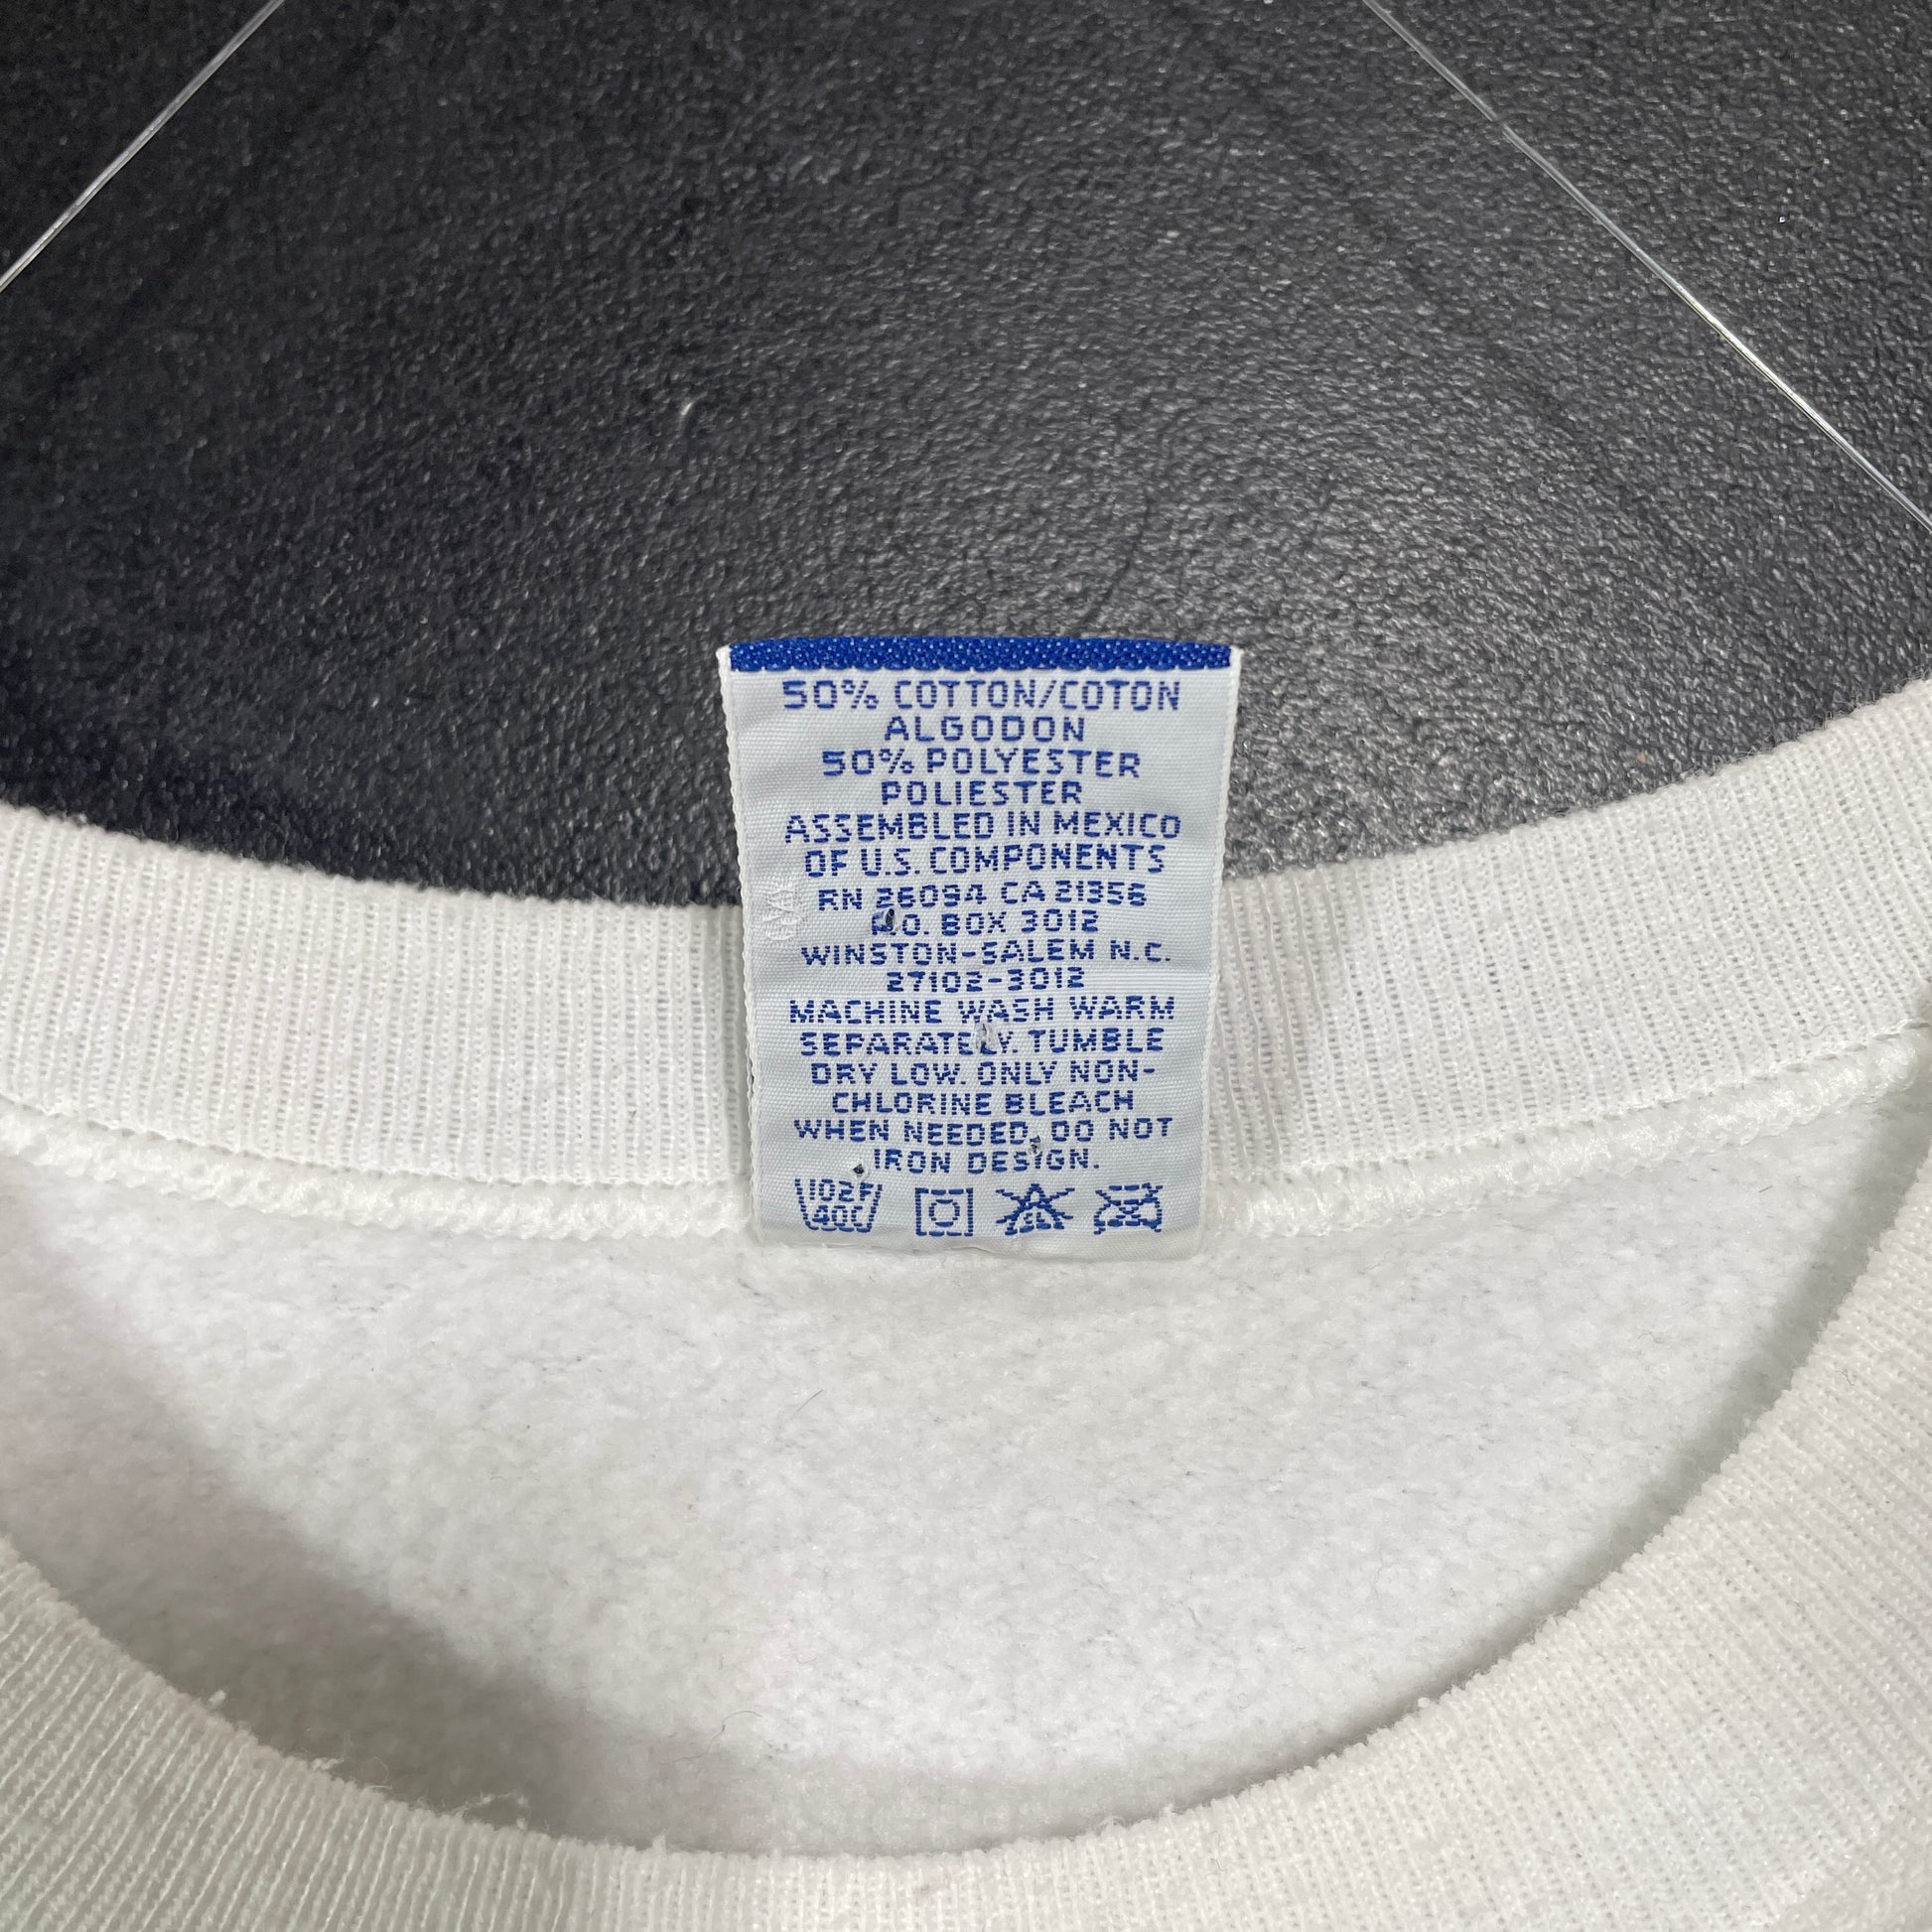 50% COTTON/COTON
ALGODON
50% POLYESTER
POLIESTER
ASSEMBLED IN MEXICO
OF U.S. COMPONENTS
RN 26094 CA 21356
P.O. BOX 3012
WINSTON-SALEM N.C.
27102-3012
MACHINE WASH WARM
SEPARATELY. TUMBLE
DRY LOW. ONLY NON-
CHLORINE BLEACH
WHEN NEEDED. DO NOT
IRON DESIGN.
102F
40C CL